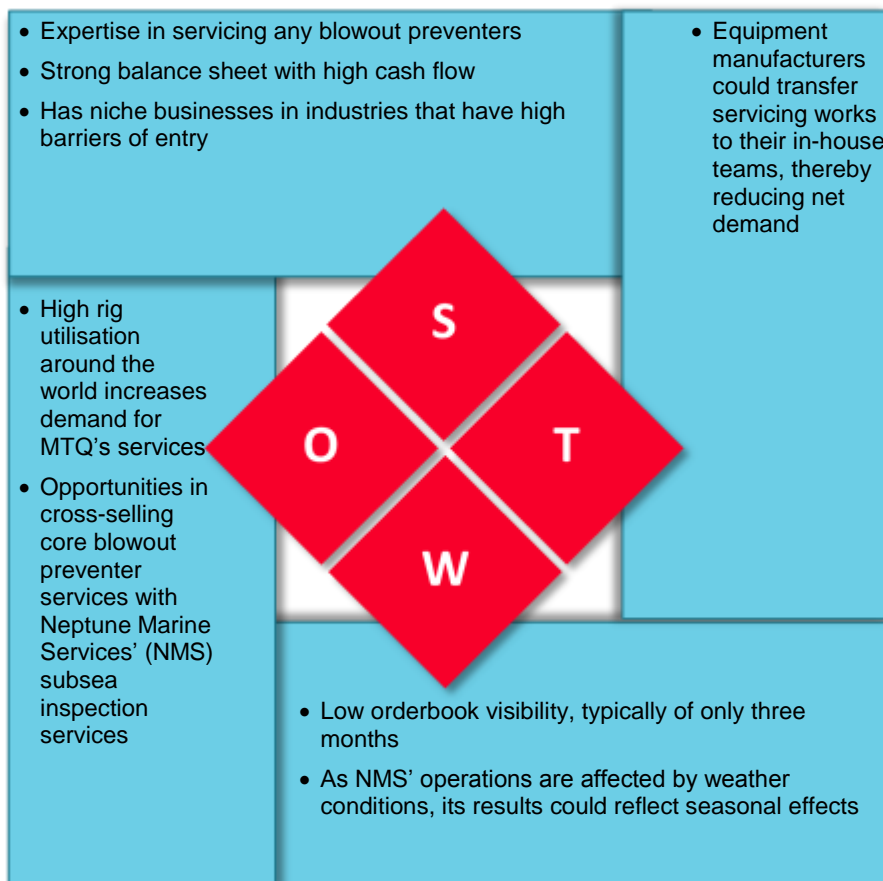 • Expertise in servicing any blowout preventers
• Strong balance sheet with high cash flow
• Has niche businesses in industries that have high
barriers of entry
• Equipment
manufacturers
could transfer
servicing works
to their in-house
teams, thereby
reducing net
demand
• High rig
utilisation
around the
world increases
demand for
MTQ's services
• Opportunities in
cross-selling
core blowout
preventer
services with
Neptune Marine
Services' (NMS)
subsea
inspection
services
S
O
T
W
• Low orderbook visibility, typically of only three
months
• As NMS' operations are affected by weather
conditions, its results could reflect seasonal effects